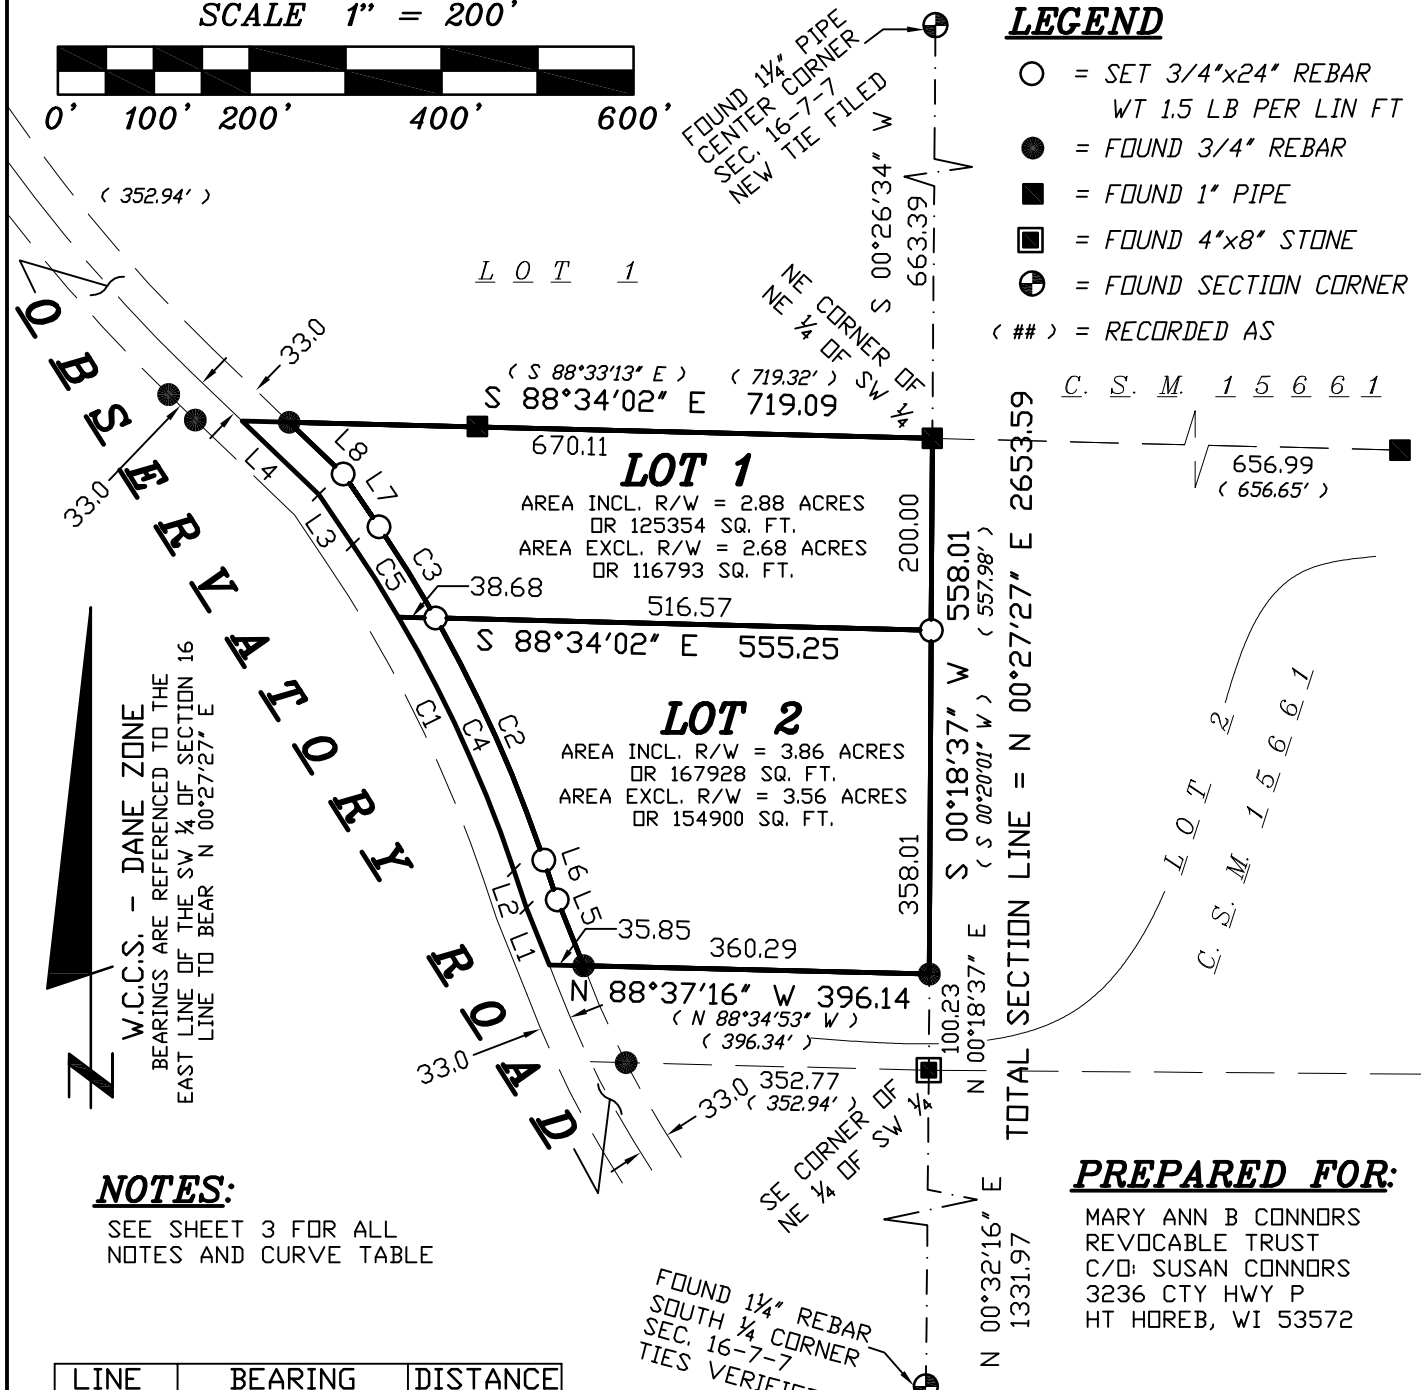 SCALE 1" = 200'
0' 100' 200' 400' 600'
LEGEND
= SET 3/4"x24" REBAR
WT 1.5 LB PER LIN FT
= FOUND 3/4" REBAR
= FOUND 1" PIPE
= FOUND 4"x8" STONE
= FOUND SECTION CORNER
( ## ) = RECORDED AS
FOUND 1¼" PIPE
CENTER CORNER
SEC. 16-7-7
NEW TIE FILED
S 00°26'34" W
663.39
( 352.94' )
LOT 1
NE CORNER OF
NE ¼ OF SW ¼
33.0
33.0
( S 88°33'13" E ) ( 719.32' )
S 88°34'02" E 719.09
670.11
C. S. M. 15661
656.99
( 656.65' )
LOT 1
AREA INCL. R/W = 2.88 ACRES
OR 125354 SQ. FT.
AREA EXCL. R/W = 2.68 ACRES
OR 116793 SQ. FT.
L8
L7
L4
L3
C5
C3
38.68
516.57
S 88°34'02" E 555.25
200.00
558.01
( 557.98' )
S 00°18'37" W
( S 00°20'01" W )
TOTAL SECTION LINE = N 00°27'27" E 2653.59
OBSERVATORY ROAD
LOT 2
AREA INCL. R/W = 3.86 ACRES
OR 167928 SQ. FT.
AREA EXCL. R/W = 3.56 ACRES
OR 154900 SQ. FT.
C1
C4
C2
L6
L5
L2
L1
358.01
35.85
360.29
N 88°37'16" W 396.14
( N 88°34'53" W )
( 396.34' )
LOT 2
C. S. M. 15661
100.23
N 00°18'37" E
33.0
33.0
352.77
( 352.94' )
SE CORNER OF
NE ¼ OF SW ¼
W.C.C.S. - DANE ZONE
BEARINGS ARE REFERENCED TO THE
EAST LINE OF THE SW ¼ OF SECTION 16
LINE TO BEAR N 00°27'27" E
N
NOTES:
SEE SHEET 3 FOR ALL
NOTES AND CURVE TABLE
N 00°32'16" E
1331.97
FOUND 1¼" REBAR
SOUTH ¼ CORNER
SEC. 16-7-7
TIES VERIFIED
PREPARED FOR:
MARY ANN B CONNORS
REVOCABLE TRUST
C/O: SUSAN CONNORS
3236 CTY HWY P
HT HOREB, WI 53572
LINE BEARING DISTANCE